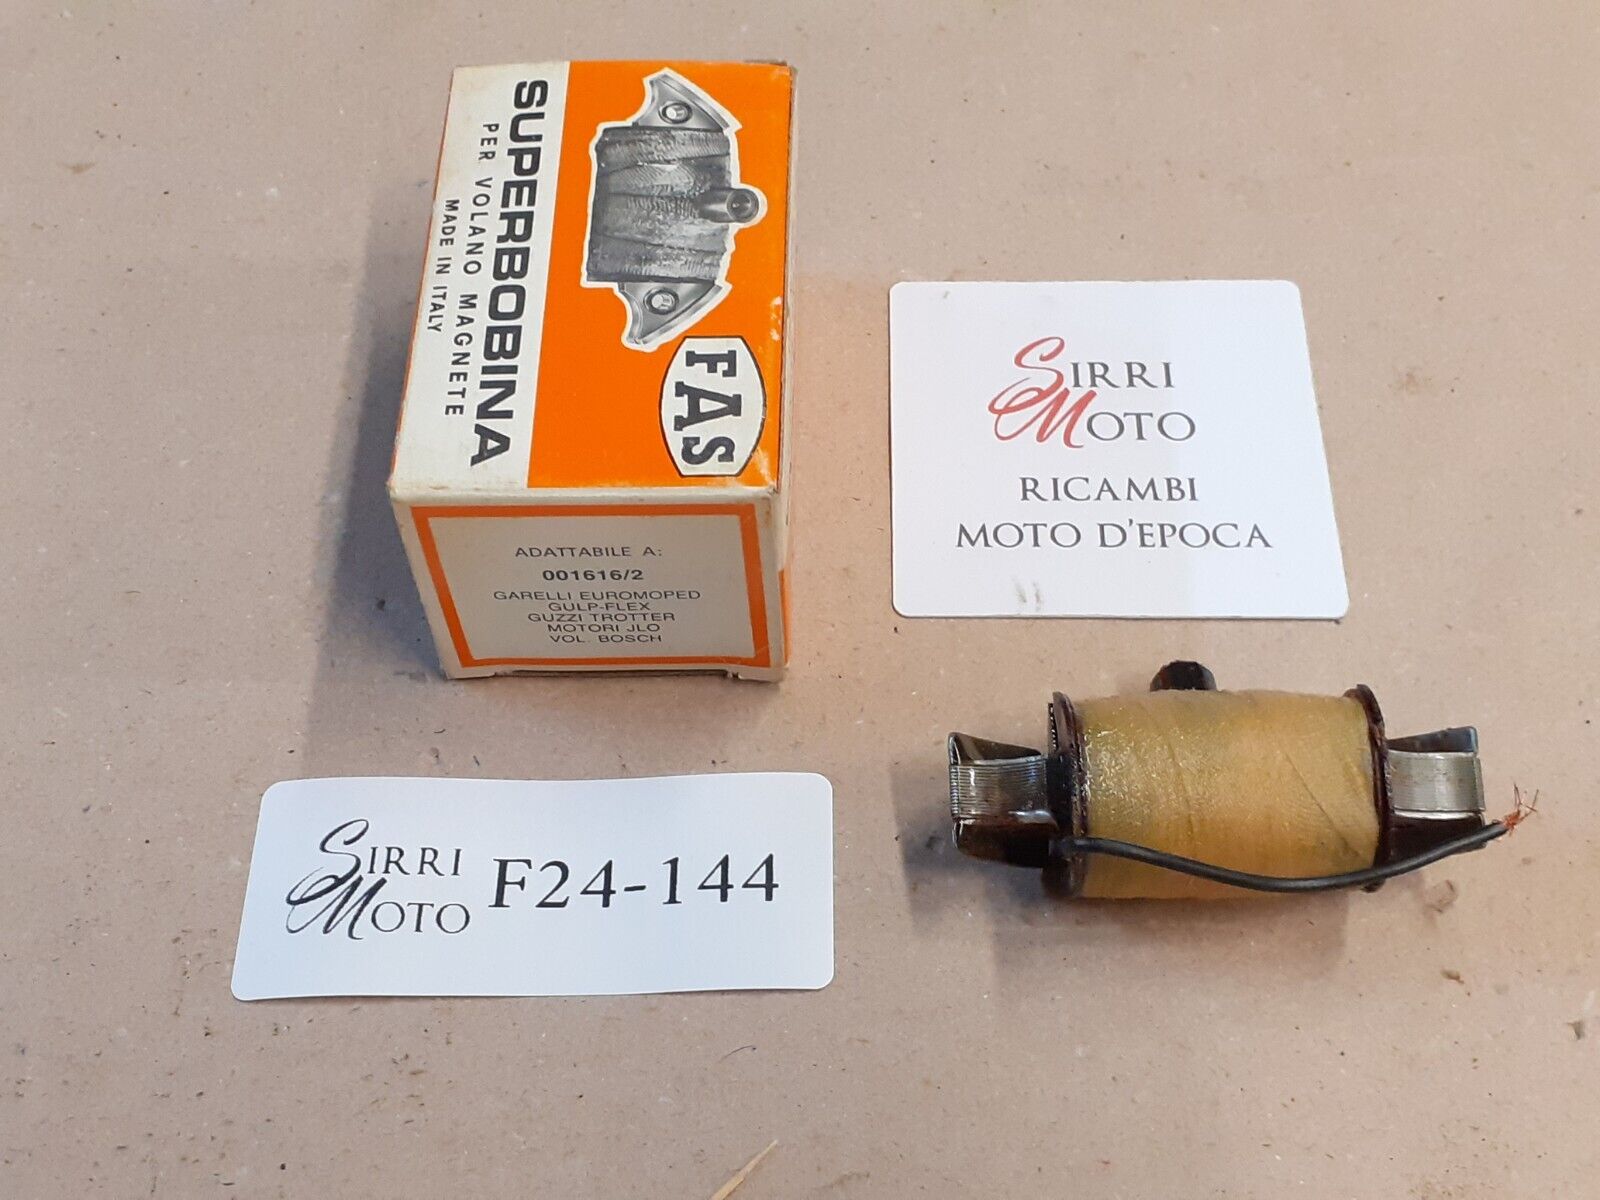 SUPERBOBINA
PER VOLANO MAGNETE
MADE IN ITALY
FAS
ADATTABILE A:
001616/2
GARELLI EUROMOPED
GULP-FLEX
GUZZI TROTTER
MOTORI JLO
VOL. BOSCH
SIRRI
MOTO
RICAMBI
MOTO D'EPOCA
SIRRI
MOTO
F24-144